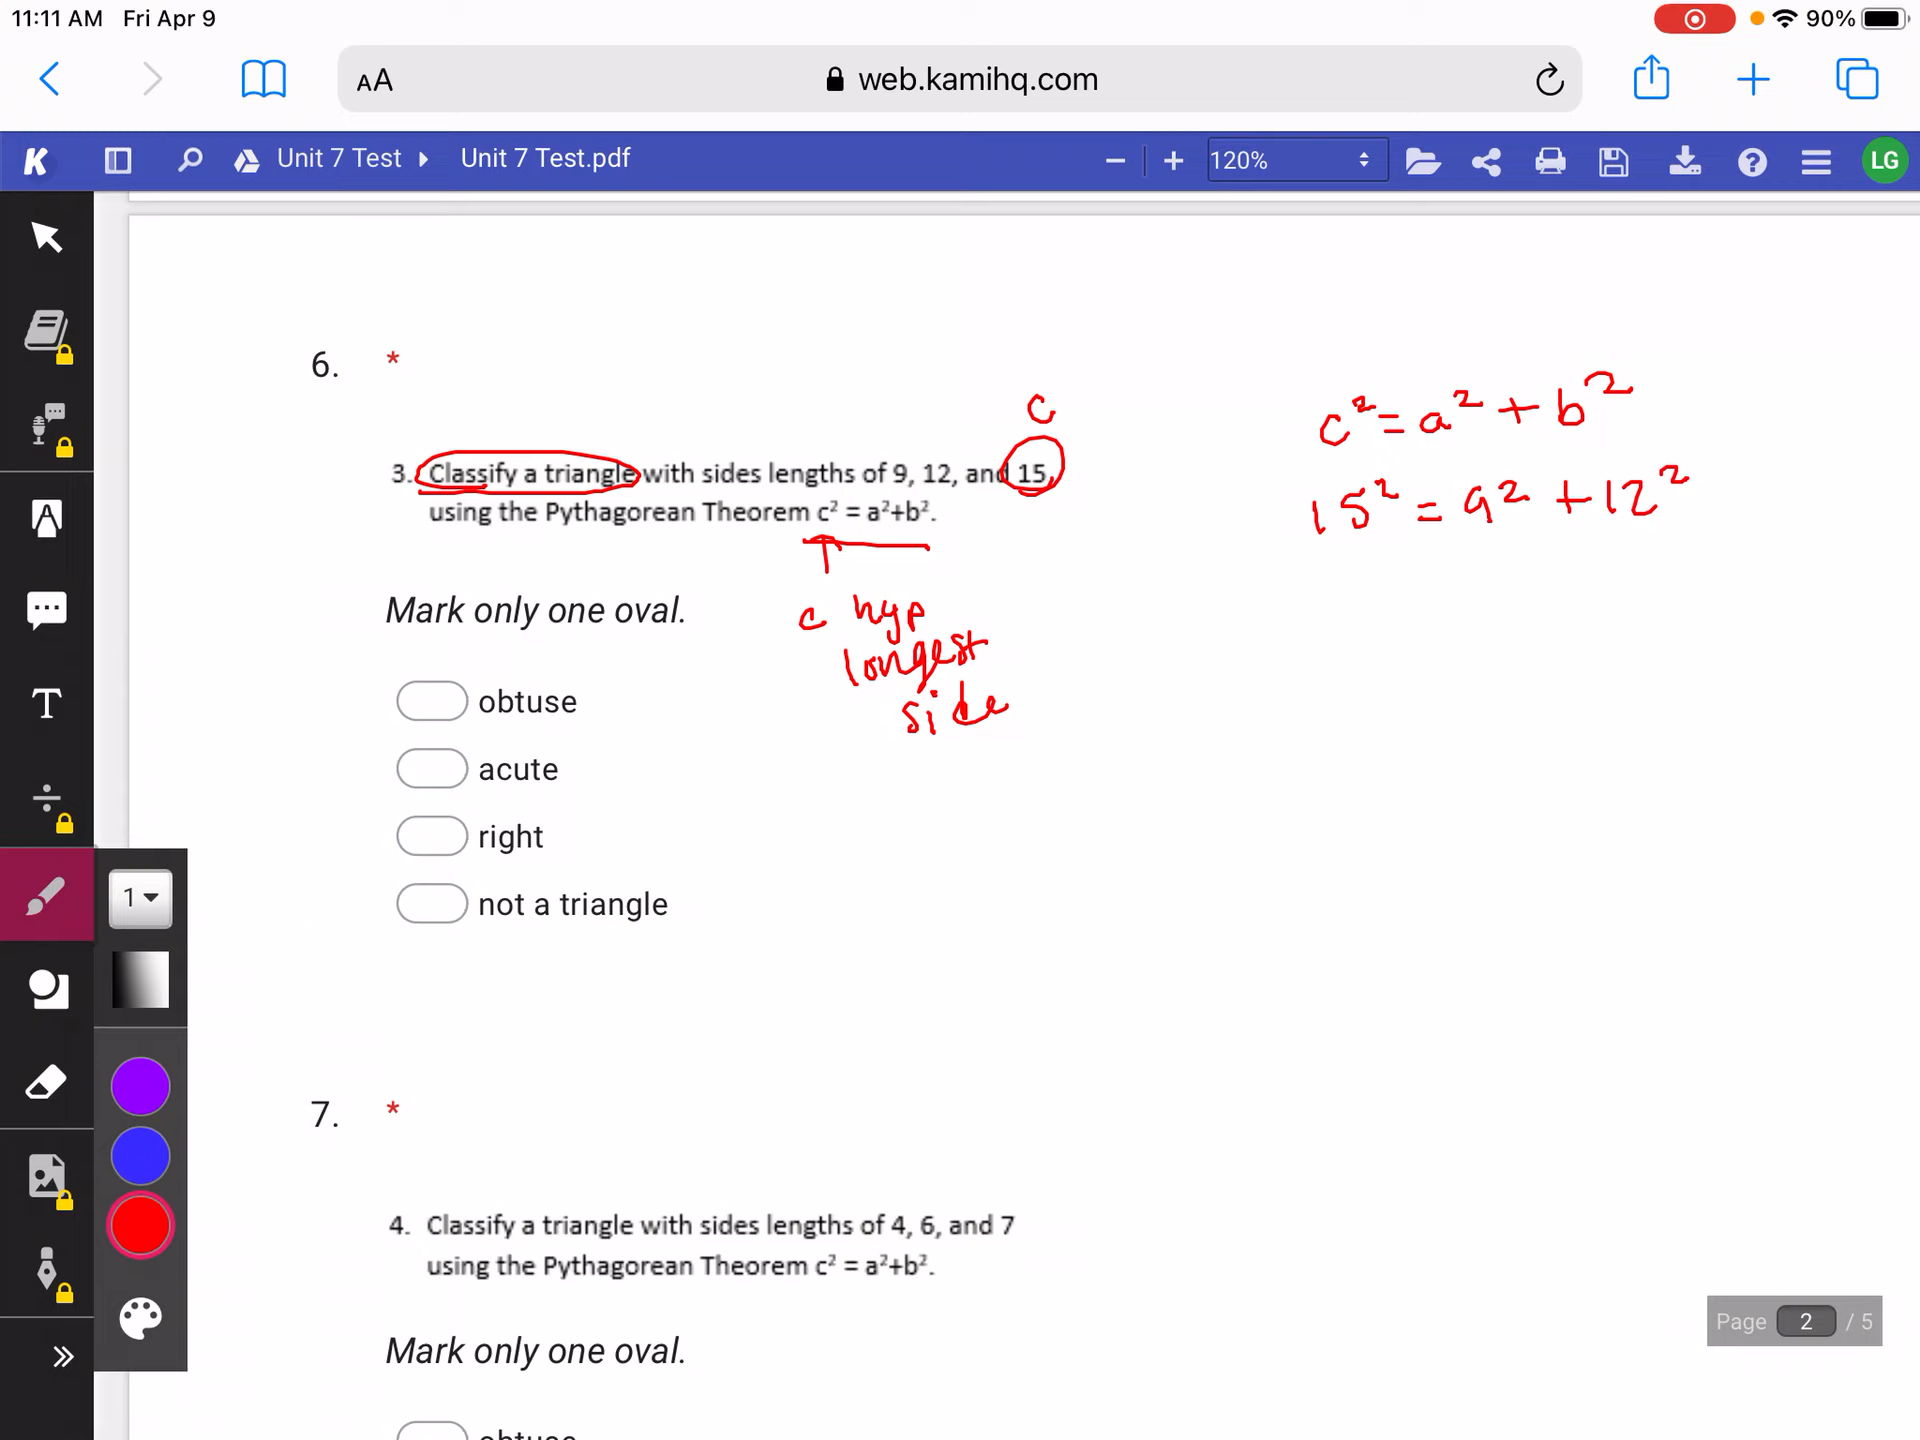 11:11 AM Fri Apr 9
90%
AA
web.kamihq.com
K
Unit 7 Test
Unit 7 Test.pdf
120%
LG
6. *
c
c² = a² + b²
3. Classify a triangle with sides lengths of 9, 12, and 15,
using the Pythagorean Theorem c² = a²+b².
15² = 9² + 12²
Mark only one oval.
c hyp
longest
side
obtuse
acute
right
not a triangle
T
1
7. *
4. Classify a triangle with sides lengths of 4, 6, and 7
using the Pythagorean Theorem c² = a²+b².
Page 2 / 5
Mark only one oval.
obtuse